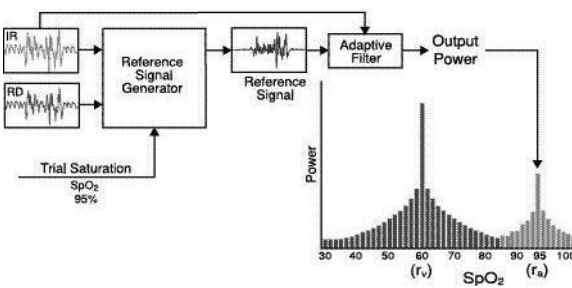 IR
RD
Reference
Signal
Generator
Reference
Signal
Adaptive
Filter
Output
Power
Trial Saturation
SpO₂
95%
Power
30 40 50 60 70 80 90 95 100
(rᵥ) (rₐ)
SpO₂